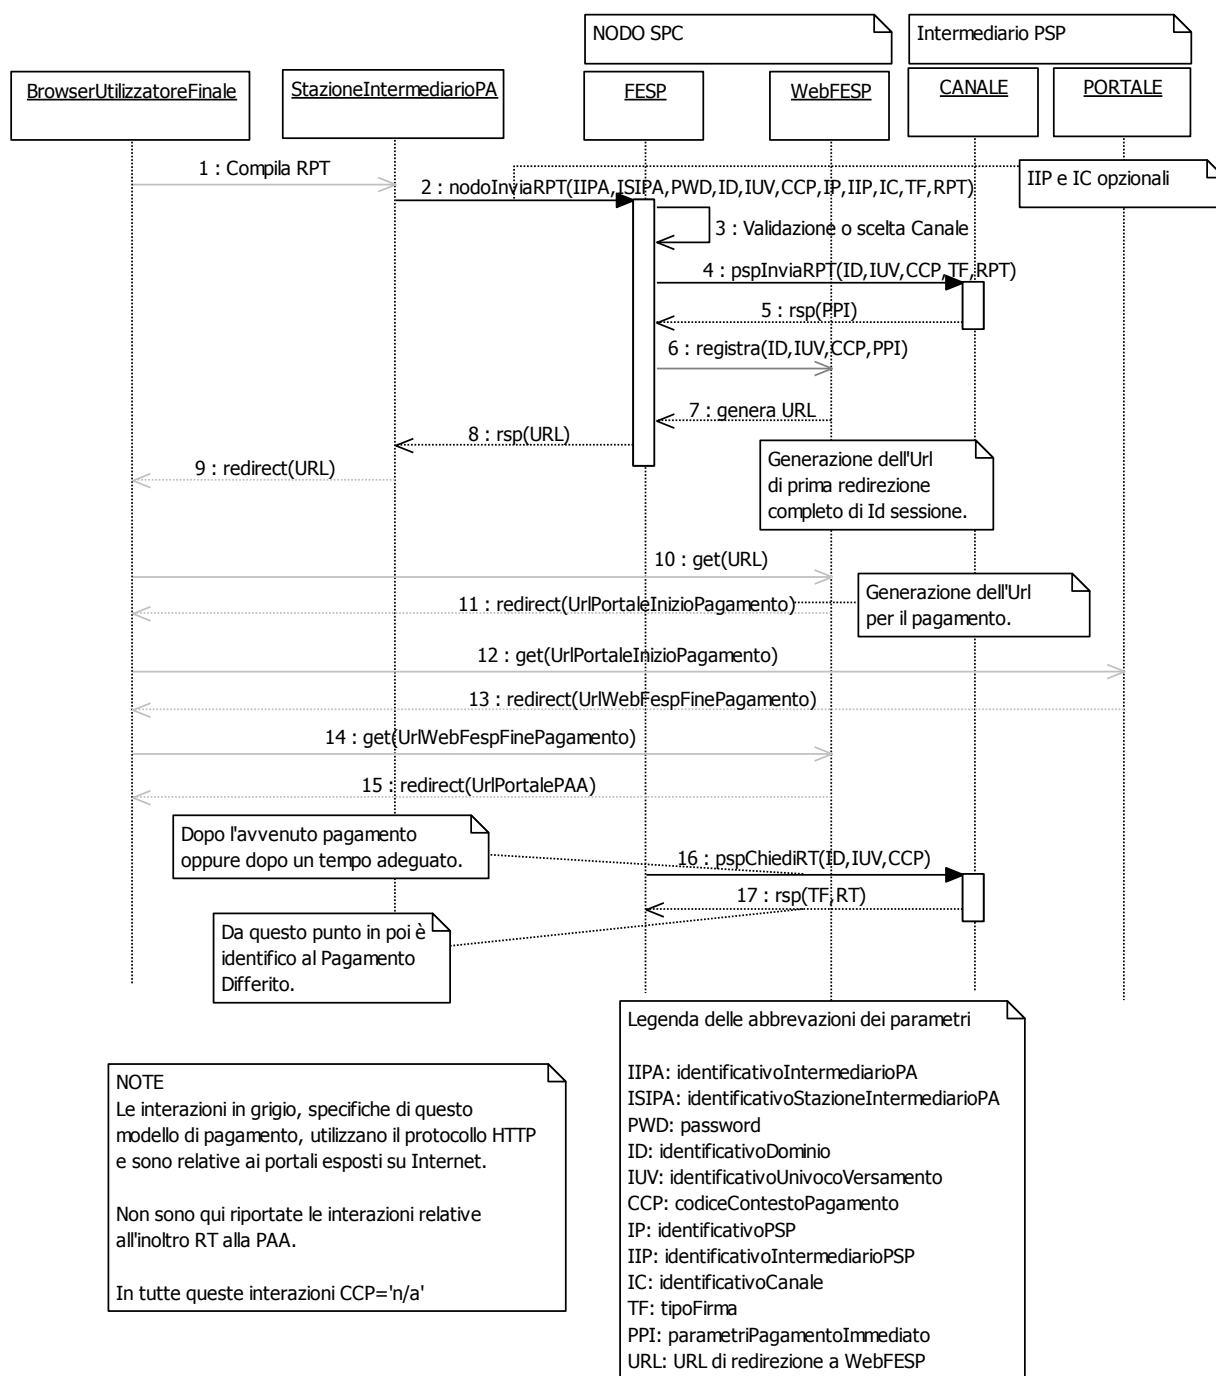 NODO SPC
Intermediario PSP
BrowserUtilizzatoreFinale
StazioneIntermediarioPA
FESP
WebFESP
CANALE
PORTALE
1 : Compila RPT
2 : nodoInviaRPT(IIPA,ISIPA,PWD,ID,IUV,CCP,IP,IIP,IC,TF,RPT)
IIP e IC opzionali
3 : Validazione o scelta Canale
4 : pspInviaRPT(ID,IUV,CCP,TF,RPT)
5 : rsp(PPI)
6 : registra(ID,IUV,CCP,PPI)
7 : genera URL
8 : rsp(URL)
9 : redirect(URL)
Generazione dell'Url
di prima redirezione
completo di Id sessione.
10 : get(URL)
11 : redirect(UrlPortaleInizioPagamento)
Generazione dell'Url
per il pagamento.
12 : get(UrlPortaleInizioPagamento)
13 : redirect(UrlWebFespFinePagamento)
14 : get(UrlWebFespFinePagamento)
15 : redirect(UrlPortalePAA)
Dopo l'avvenuto pagamento
oppure dopo un tempo adeguato.
16 : pspChiediRT(ID,IUV,CCP)
17 : rsp(TF,RT)
Da questo punto in poi è
identifico al Pagamento
Differito.
Legenda delle abbrevazioni dei parametri
IIPA: identificativoIntermediarioPA
ISIPA: identificativoStazioneIntermediarioPA
PWD: password
ID: identificativoDominio
IUV: identificativoUnivocoVersamento
CCP: codiceContestoPagamento
IP: identificativoPSP
IIP: identificativoIntermediarioPSP
IC: identificativoCanale
TF: tipoFirma
PPI: parametriPagamentoImmediato
URL: URL di redirezione a WebFESP
NOTE
Le interazioni in grigio, specifiche di questo
modello di pagamento, utilizzano il protocollo HTTP
e sono relative ai portali esposti su Internet.
Non sono qui riportate le interazioni relative
all'inoltro RT alla PAA.
In tutte queste interazioni CCP='n/a'